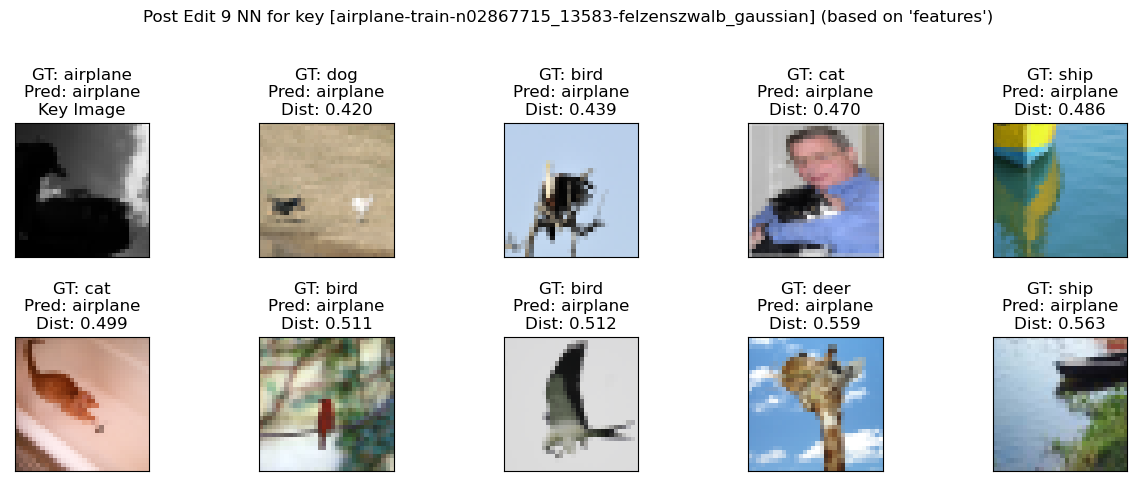 Post Edit 9 NN for key [airplane-train-n02867715_13583-felzenszwalb_gaussian] (based on 'features')
GT: airplane
Pred: airplane
Key Image
GT: dog
Pred: airplane
Dist: 0.420
GT: bird
Pred: airplane
Dist: 0.439
GT: cat
Pred: airplane
Dist: 0.470
GT: ship
Pred: airplane
Dist: 0.486
GT: cat
Pred: airplane
Dist: 0.499
GT: bird
Pred: airplane
Dist: 0.511
GT: bird
Pred: airplane
Dist: 0.512
GT: deer
Pred: airplane
Dist: 0.559
GT: ship
Pred: airplane
Dist: 0.563